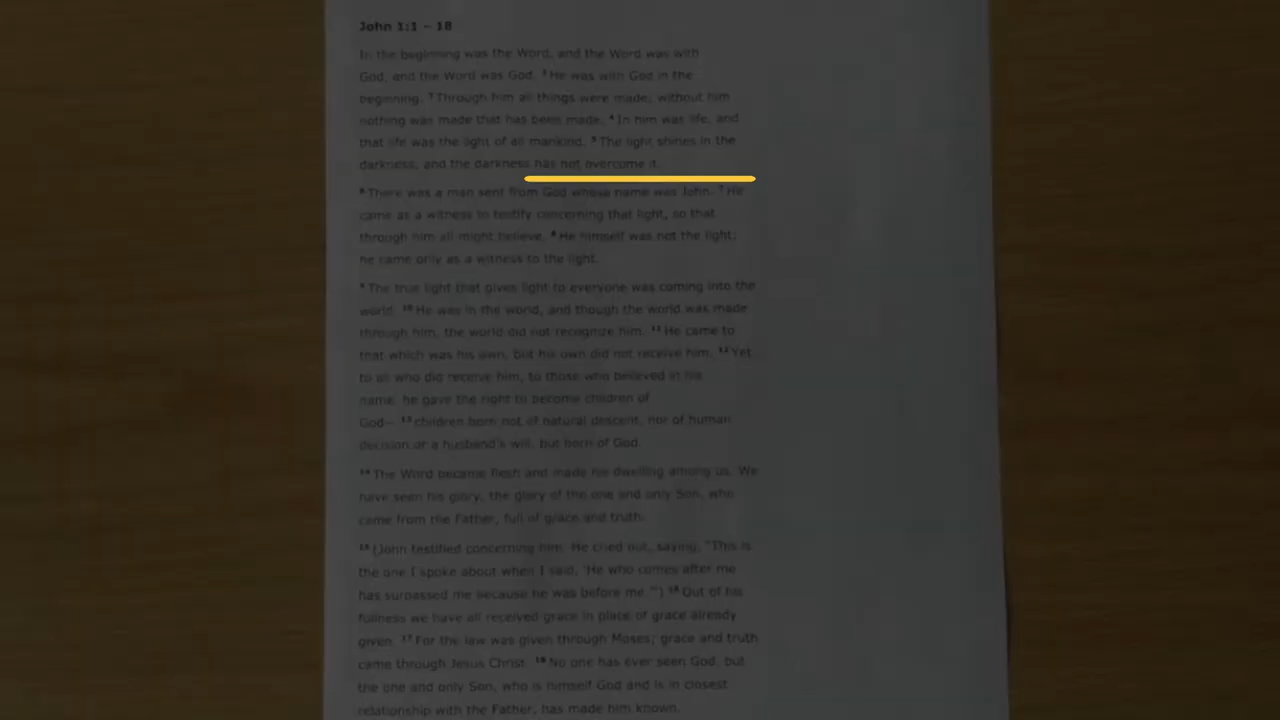 John 1:1 – 18
In the beginning was the Word, and the Word was with
God, and the Word was God. ²He was with God in the
beginning. ³Through him all things were made; without him
nothing was made that has been made. ⁴In him was life, and
that life was the light of all mankind. ⁵The light shines in the
darkness, and the darkness has not overcome it.
⁶There was a man sent from God whose name was John. ⁷He
came as a witness to testify concerning that light, so that
through him all might believe. ⁸He himself was not the light;
he came only as a witness to the light.
⁹The true light that gives light to everyone was coming into the
world. ¹⁰He was in the world, and though the world was made
through him, the world did not recognize him. ¹¹He came to
that which was his own, but his own did not receive him. ¹²Yet
to all who did receive him, to those who believed in his
name, he gave the right to become children of
God— ¹³children born not of natural descent, nor of human
decision or a husband's will, but born of God.
¹⁴The Word became flesh and made his dwelling among us. We
have seen his glory, the glory of the one and only Son, who
came from the Father, full of grace and truth.
¹⁵(John testified concerning him. He cried out, saying, "This is
the one I spoke about when I said, 'He who comes after me
has surpassed me because he was before me.'") ¹⁶Out of his
fullness we have all received grace in place of grace already
given. ¹⁷For the law was given through Moses; grace and truth
came through Jesus Christ. ¹⁸No one has ever seen God, but
the one and only Son, who is himself God and is in closest
relationship with the Father, has made him known.